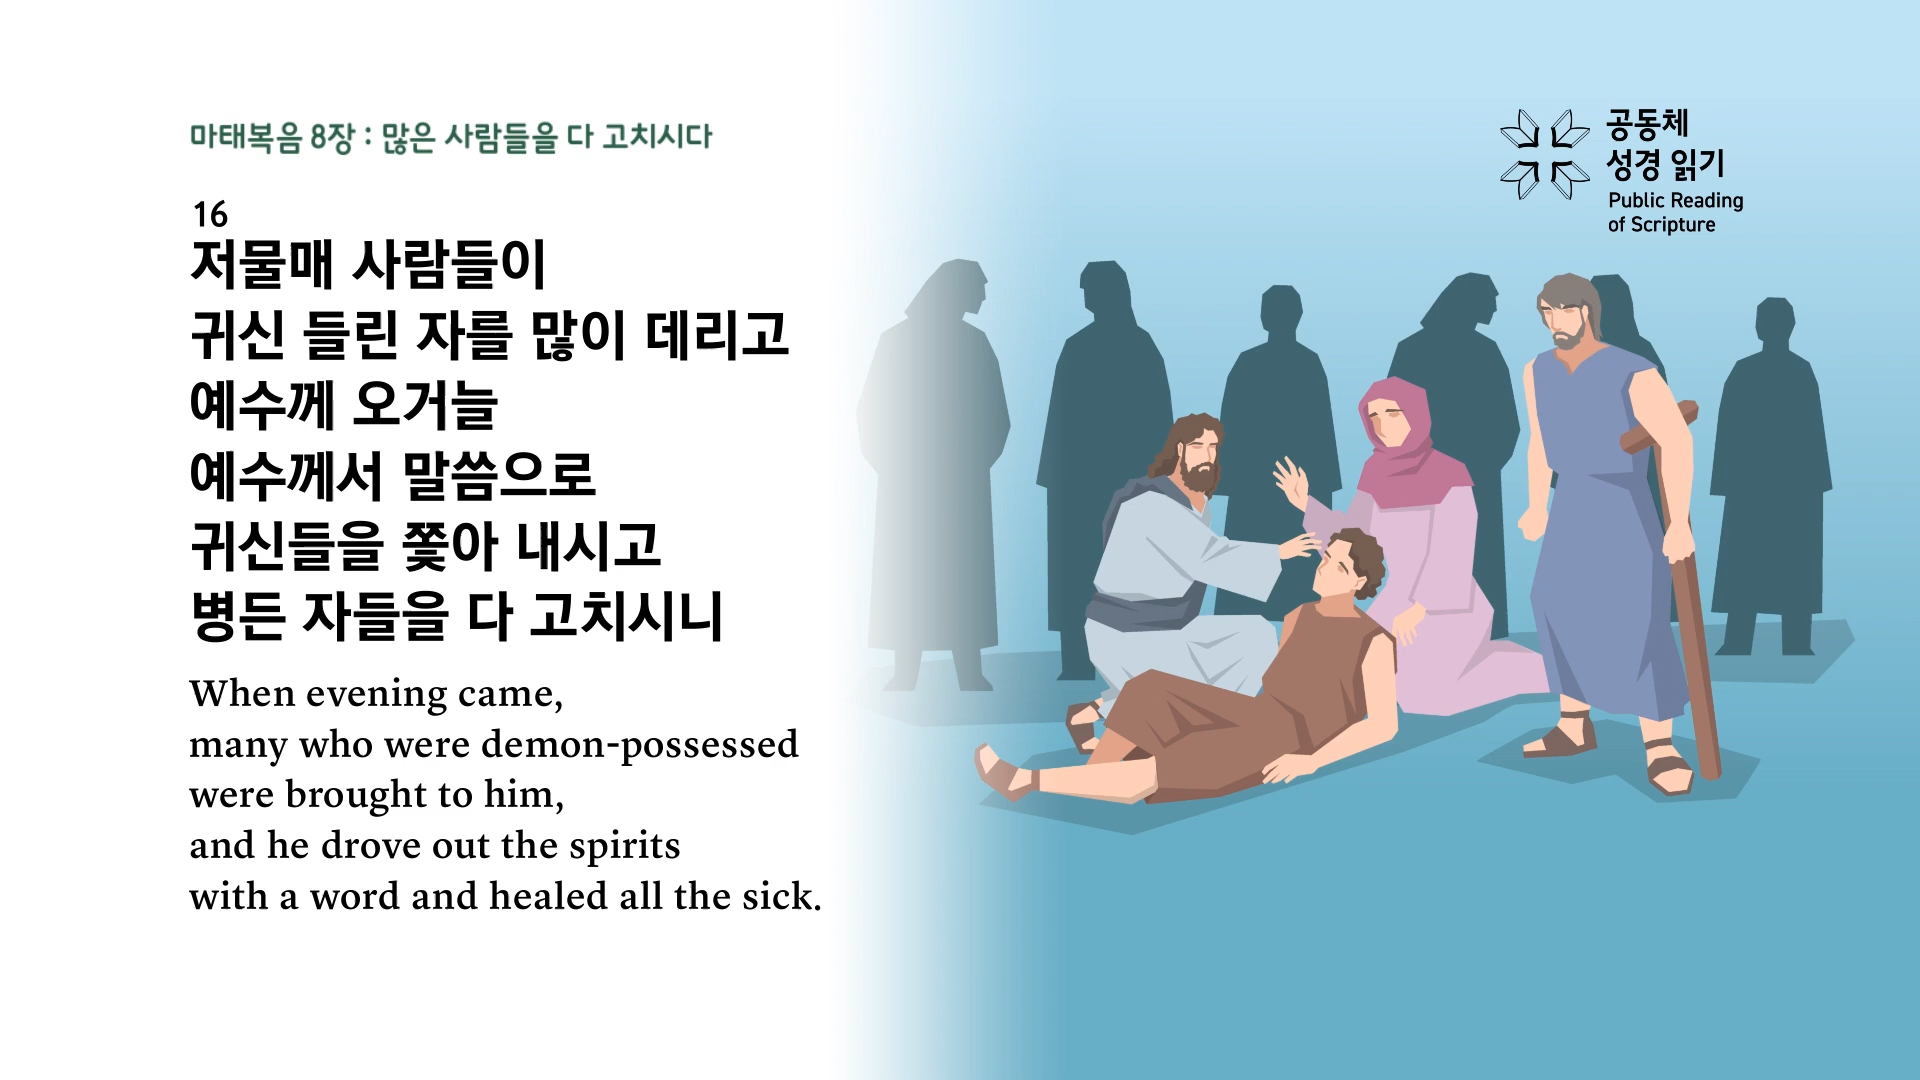 마태복음 8장 : 많은 사람들을 다 고치시다
16
저물매 사람들이
귀신 들린 자를 많이 데리고
예수께 오거늘
예수께서 말씀으로
귀신들을 쫓아 내시고
병든 자들을 다 고치시니
When evening came,
many who were demon-possessed
were brought to him,
and he drove out the spirits
with a word and healed all the sick.
공동체
성경 읽기
Public Reading
of Scripture